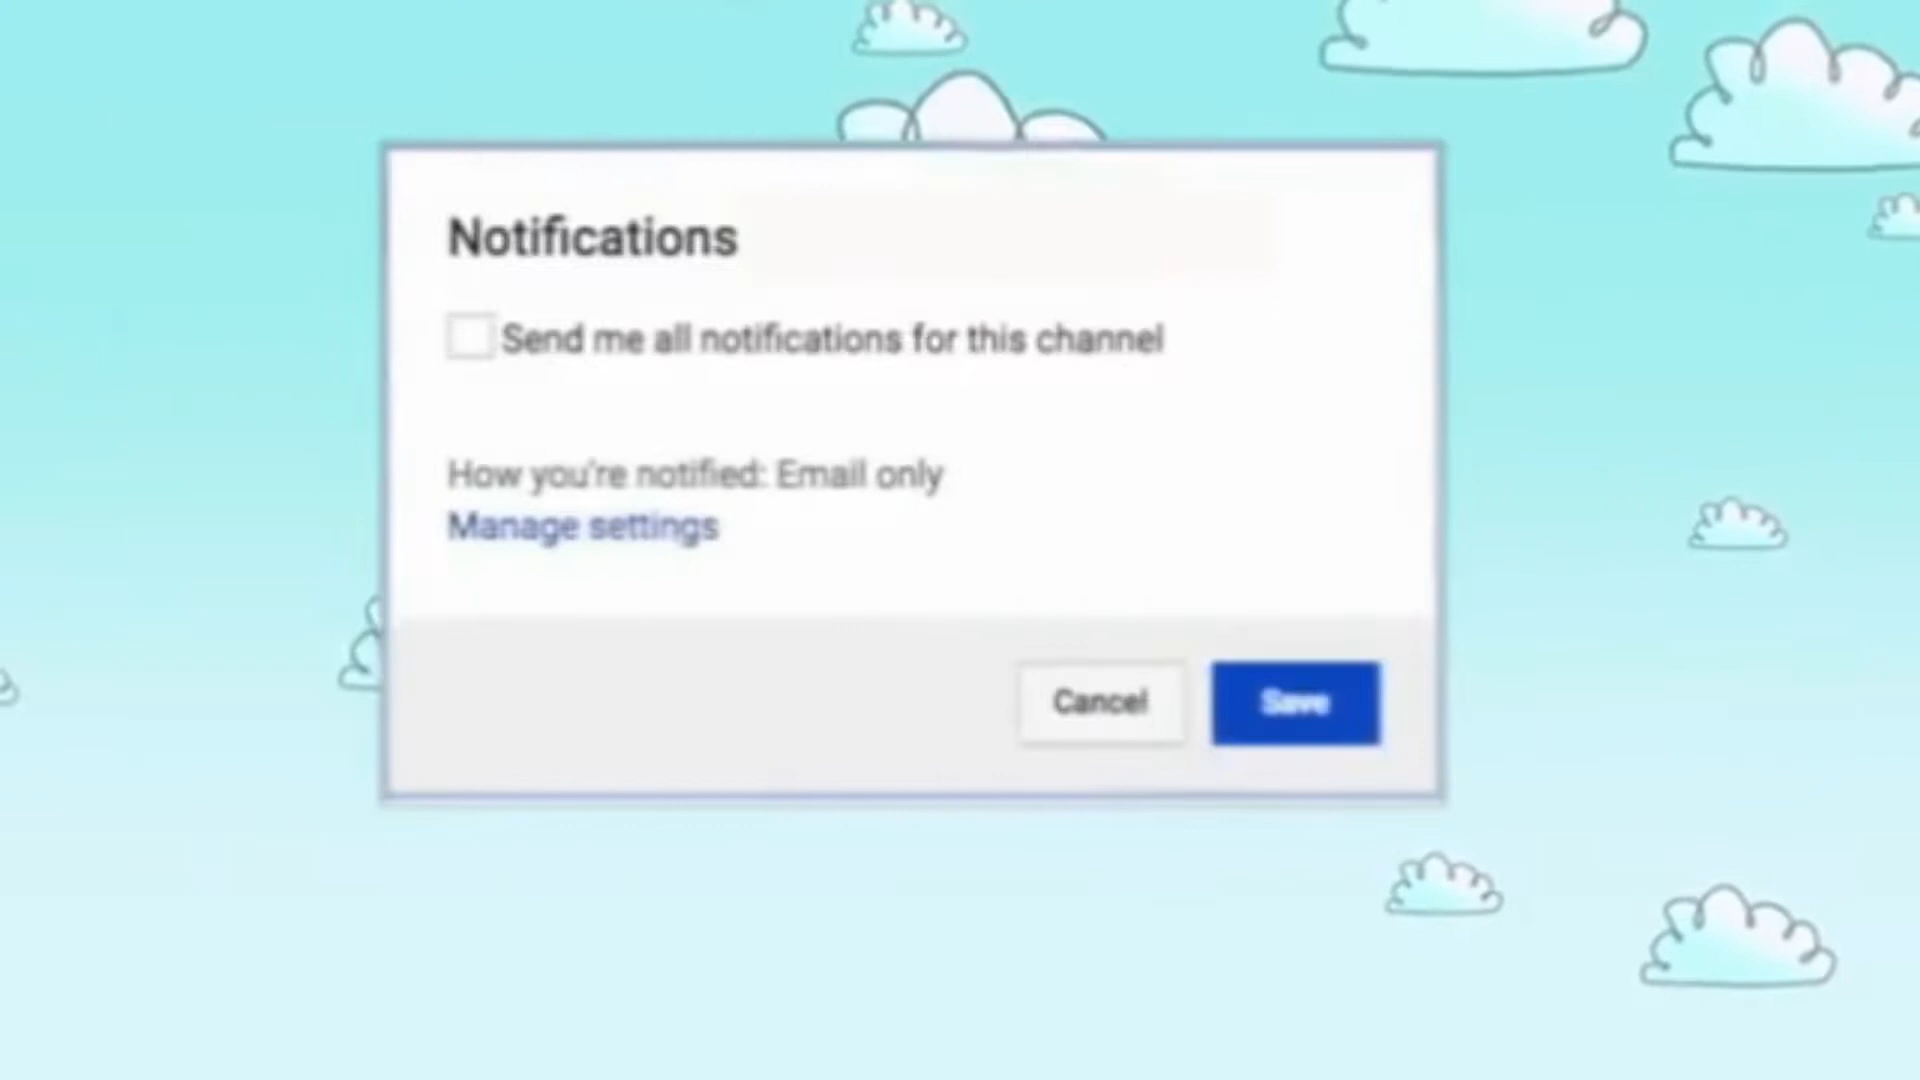 Notifications
Send me all notifications for this channel
How you're notified: Email only
Manage settings
Cancel
Save